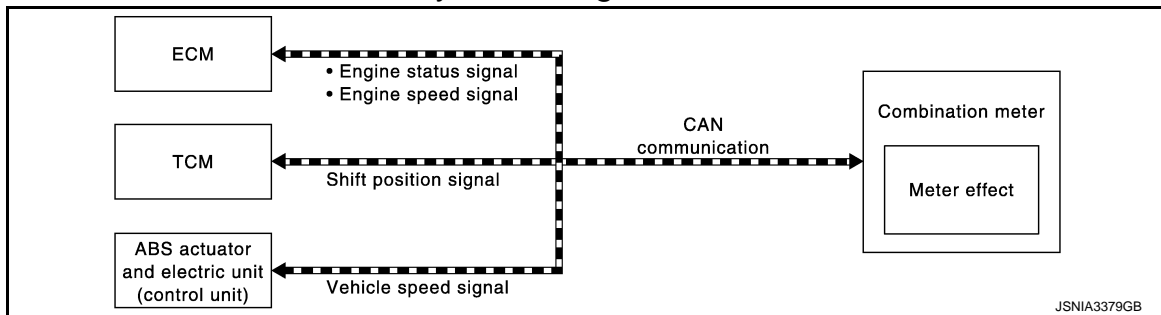 ECM
• Engine status signal
• Engine speed signal
TCM
Shift position signal
ABS actuator
and electric unit
(control unit)
Vehicle speed signal
CAN
communication
Combination meter
Meter effect
JSNIA3379GB